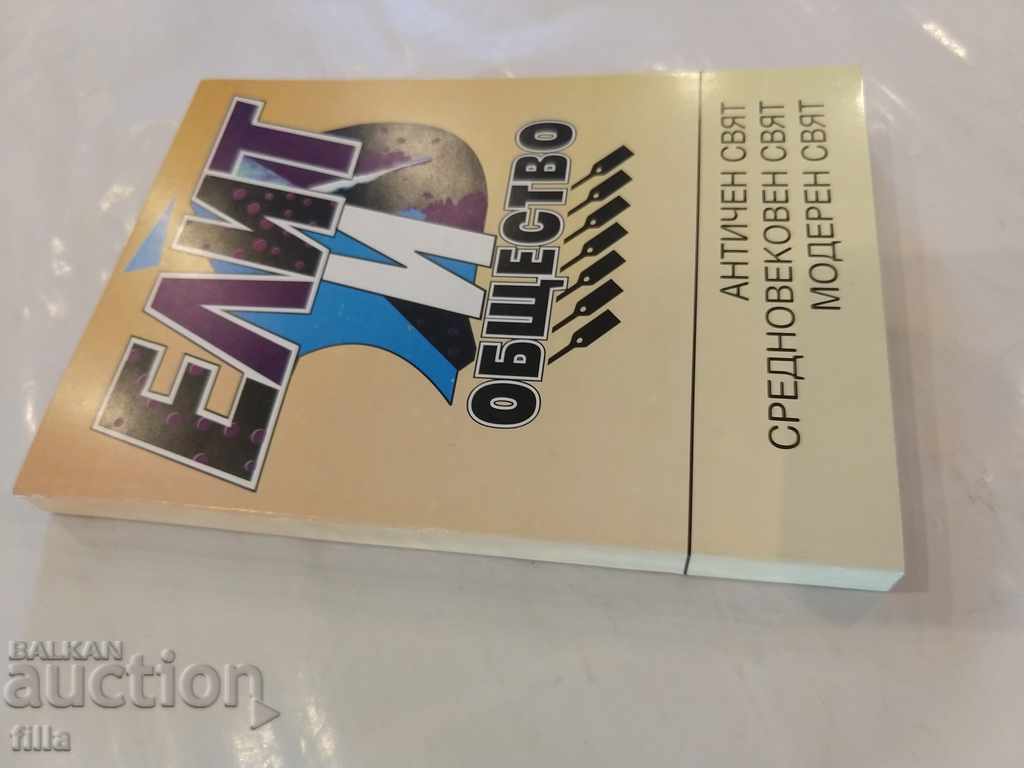 ЕЛИТ
И
ОБЩЕСТВО
АНТИЧЕН СВЯТ
СРЕДНОВЕКОВЕН СВЯТ
МОДЕРЕН СВЯТ
BALKAN
auction
filla